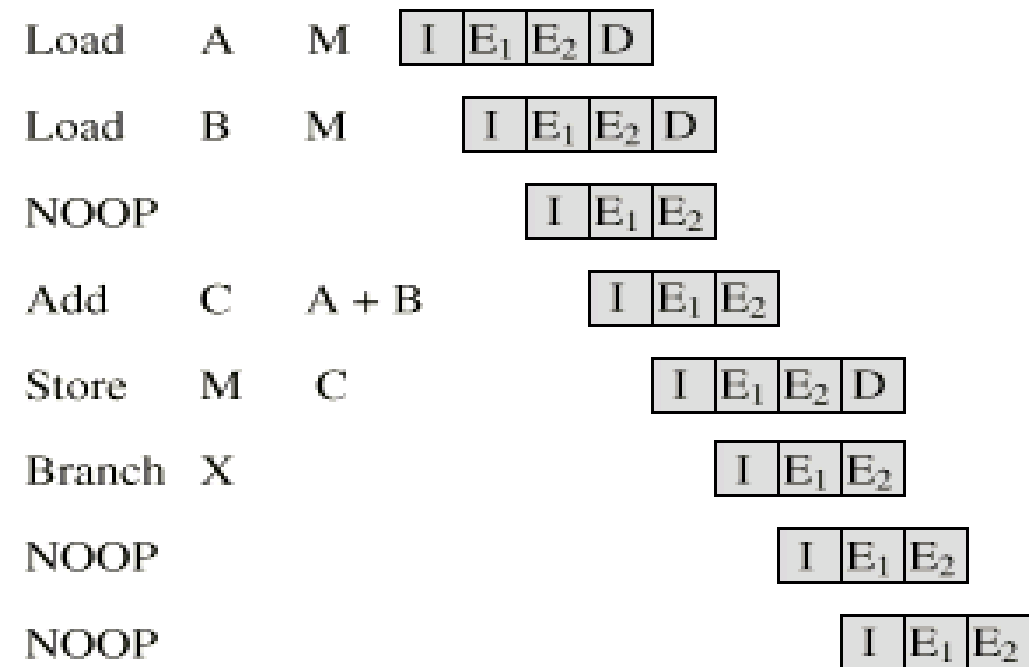 Load A M I E₁ E₂ D
Load B M I E₁ E₂ D
NOOP I E₁ E₂
Add C A + B I E₁ E₂
Store M C I E₁ E₂ D
Branch X I E₁ E₂
NOOP I E₁ E₂
NOOP I E₁ E₂